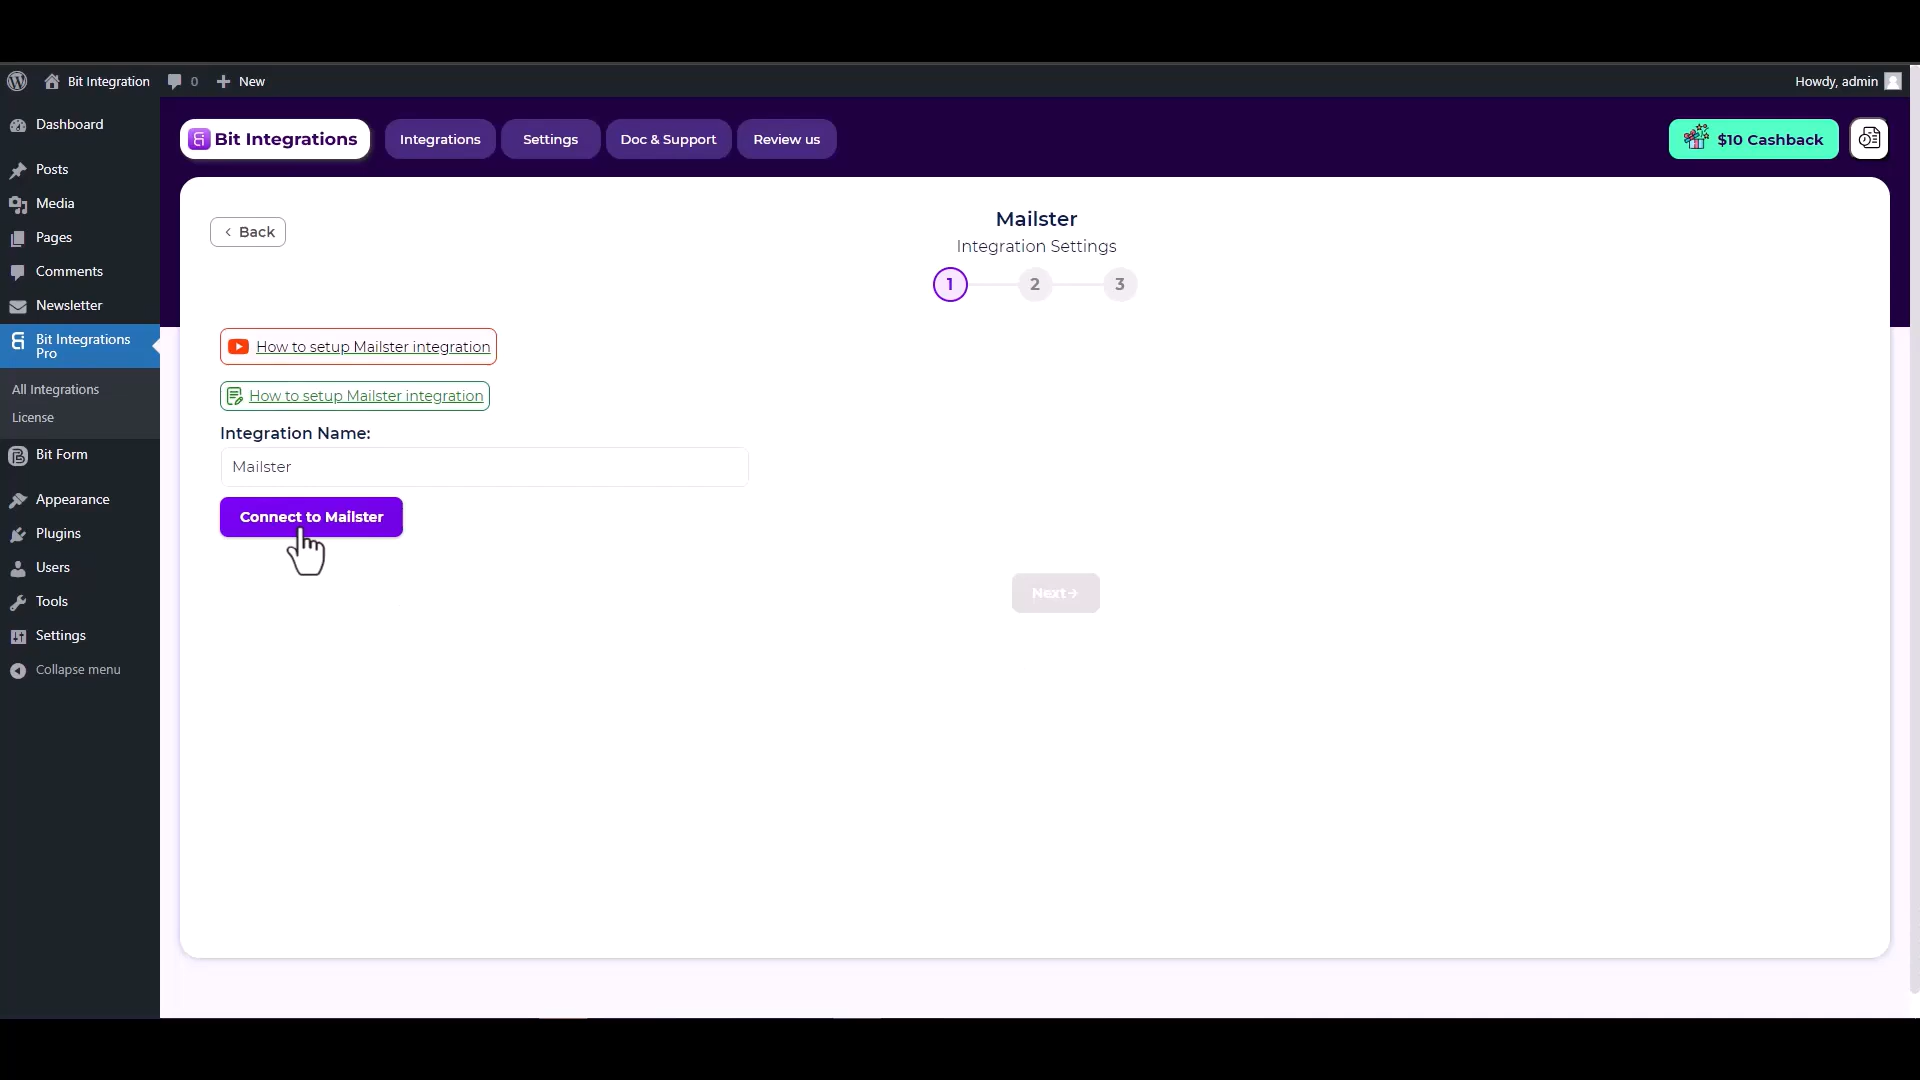 Bit Integration
0
New
Howdy, admin
Dashboard
Posts
Media
Pages
Comments
Newsletter
Bit Integrations
Pro
All Integrations
License
Bit Form
Appearance
Plugins
Users
Tools
Settings
Collapse menu
Bit Integrations
Integrations
Settings
Doc & Support
Review us
$10 Cashback
Back
Mailster
Integration Settings
1
2
3
How to setup Mailster integration
How to setup Mailster integration
Integration Name:
Mailster
Connect to Mailster
Next→